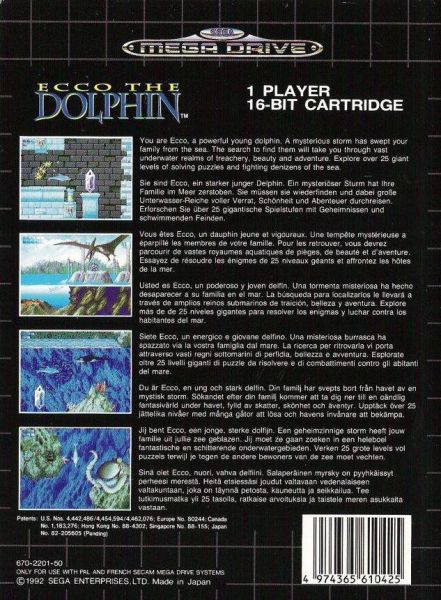 SEGA
MEGA DRIVE
ECCO THE
DOLPHIN™
1 PLAYER
16-BIT CARTRIDGE
You are Ecco, a powerful young dolphin. A mysterious storm has swept your
family from the sea. The search to find them will take you through vast
underwater realms of treachery, beauty and adventure. Explore over 25 giant
levels of solving puzzles and fighting denizens of the sea.
Sie sind Ecco, ein starker junger Delphin. Ein mysteriöser Sturm hat Ihre
Familie im Meer zerstoben. Sie müssen sie wiederfinden und dabei große
Unterwasser-Reiche voller Verrat, Schönheit und Abenteuer durchreisen.
Erforschen Sie über 25 gigantische Spielstufen mit Geheimnissen und
schwimmenden Feinden.
Vous êtes Ecco, un dauphin jeune et vigoureux. Une tempête mystérieuse a
éparpillé les membres de votre famille. Pour les retrouver, vous devrez
parcourir de vastes royaumes aquatiques de pièges, de beauté et d'aventure.
Essayez de résoudre les énigmes de 25 niveaux géants et affrontez les hôtes
de la mer.
Usted es Ecco, un poderoso y joven delfín. Una tormenta misteriosa ha hecho
desaparecer a su familia en el mar. La búsqueda para localizarlos le llevará a
través de amplios reinos submarinos de traición, belleza y aventura. Explore
más de 25 niveles gigantes para resolver los enigmas y luchar contra los
habitantes del mar.
Siete Ecco, un energico e giovane delfino. Una misteriosa burrasca ha
spazzato via la vostra famiglia dal mare. La ricerca per ritrovarla vi porta
attraverso vasti regni sottomarini di perfidia, bellezza e avventura. Esplorate
oltre 25 livelli giganti di puzzle da risolvere e di combattimenti contro gli abitanti
del mare.
Du är Ecco, en ung och stark delfin. Din familj har svepts bort från havet av en
mystisk storm. Sökandet efter din familj kommer att ta dig ner till en oändlig
fantasivärld under havet, fylld av skatter, skönhet och äventyr. Upptäck över 25
jättelika nivåer med många gåtor att lösa och havens invånare att bekämpa.
Jij bent Ecco, een jonge, sterke dolfijn. Een geheimzinnige storm heeft jouw
familie uit jullie zee geblazen. Jij moet ze gaan zoeken in een heleboel
fantastische en schitterende onderwatergebieden. Verken 25 grote levels vol
puzzels terwijl je tegen de andere bewoners van de zee moet vechten.
Sinä olet Ecco, nuori, vahva delfiini. Salaperäinen myrsky on pyyhkäissyt
perheesi merestä. Heitä etsiessäsi joudut valtavaan vedenalaiseen
valtakuntaan, joka on täynnä petosta, kauneutta ja seikkailua. Tee
tutkimusmatka yli 25 tasolla, ratkaise arvoituksia ja taistele meren asukkaita
vastaan.
Patents: U.S. Nos. 4,442,486/4,454,594/4,462,076; Europe No. 80244; Canada
No. 1,183,276; Hong Kong No. 88-4302; Singapore No. 88-155; Japan
No. 82-205605 (Pending)
670-2201-50
ONLY FOR USE WITH PAL AND FRENCH SECAM MEGA DRIVE SYSTEMS
©1992 SEGA ENTERPRISES,LTD. Made in Japan
4 974365 610425